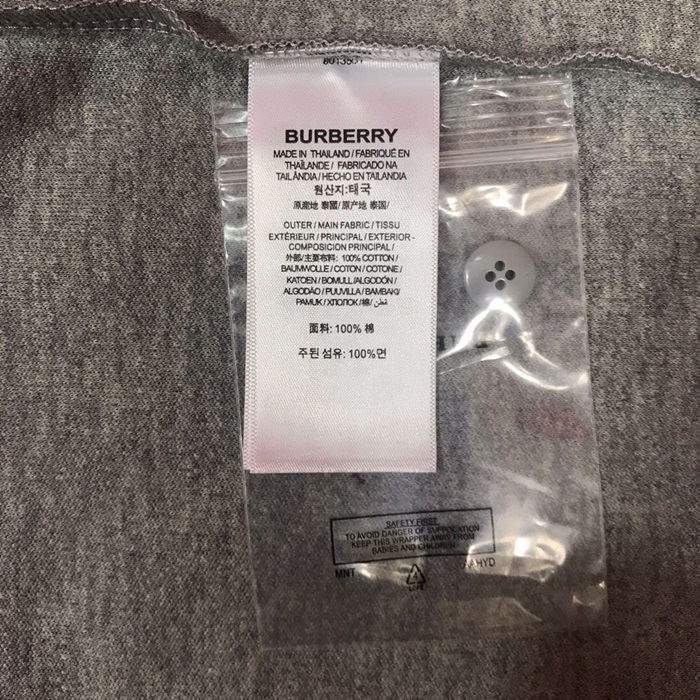 BURBERRY
MADE IN THAILAND / FABRIQUÉ EN
THAÏLANDE / FABRICADO NA
TAILÂNDIA / HECHO EN TAILANDIA
원산지:태국
原産地 泰國/ 原产地 泰国/
OUTER / MAIN FABRIC / TISSU
EXTÉRIEUR / PRINCIPAL / EXTERIOR -
COMPOSICIÓN PRINCIPAL /
外部/主要布料: 100% COTTON /
BAUMWOLLE / COTON / COTONE /
KATOEN / BOMULL /ALGODÓN /
ALGODÃO / PUUVILLA / BAMBAKI/
PAMUK / ХЛОПОК /棉/ قطن/
面料: 100% 棉
주된 섬유: 100%면
SAFETY FIRST
TO AVOID DANGER OF SUFFOCATION
KEEP THIS WRAPPER AWAY FROM
BABIES AND CHILDREN
MNT